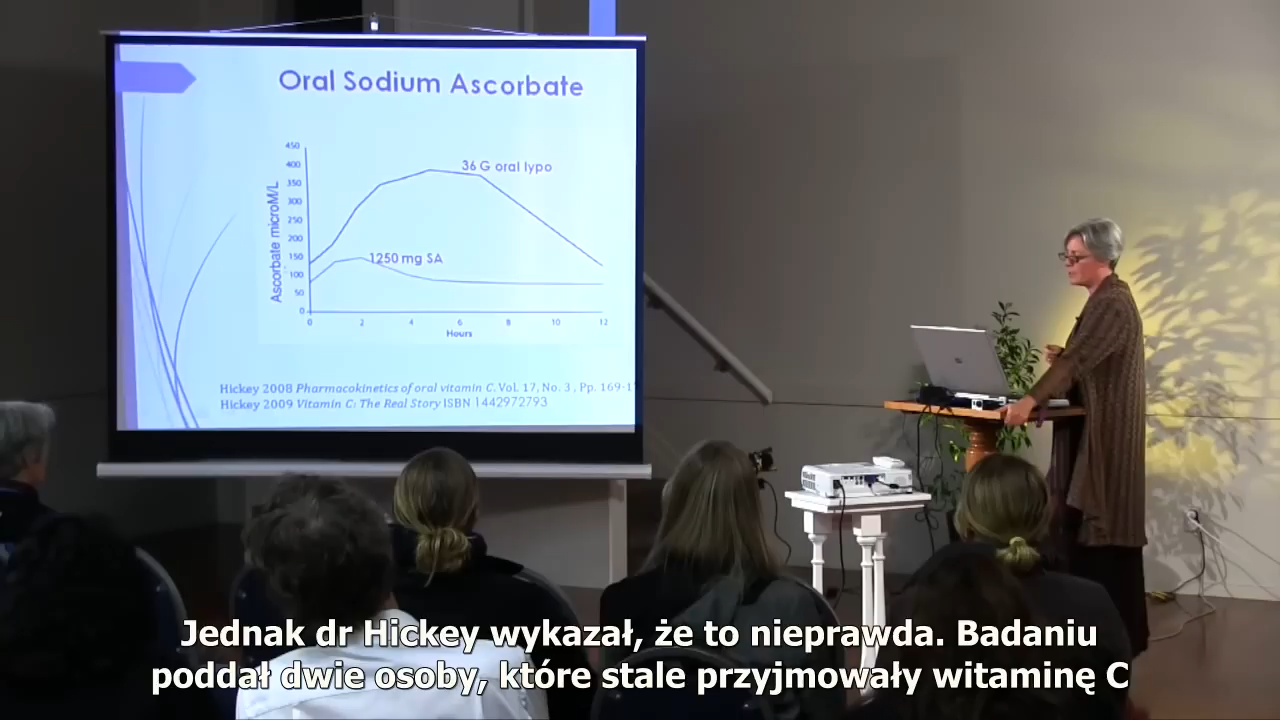 Oral Sodium Ascorbate
450
400
350
300
250
200
150
100
50
0
Ascorbate microM/L
36 G oral lypo
1250 mg SA
0 2 4 6 8 10 12
Hours
Hickey 2008 Pharmacokinetics of oral vitamin C. Vol. 17, No. 3, Pp. 169-1
Hickey 2009 Vitamin C: The Real Story ISBN 1442972793
Jednak dr Hickey wykazał, że to nieprawda. Badaniu
poddał dwie osoby, które stale przyjmowały witaminę C